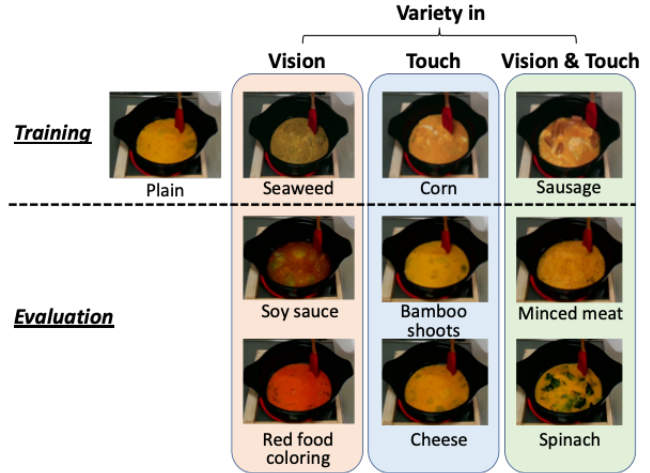 Variety in
Vision
Touch
Vision & Touch
Training
Plain
Seaweed
Corn
Sausage
Evaluation
Soy sauce
Bamboo
shoots
Minced meat
Red food
coloring
Cheese
Spinach